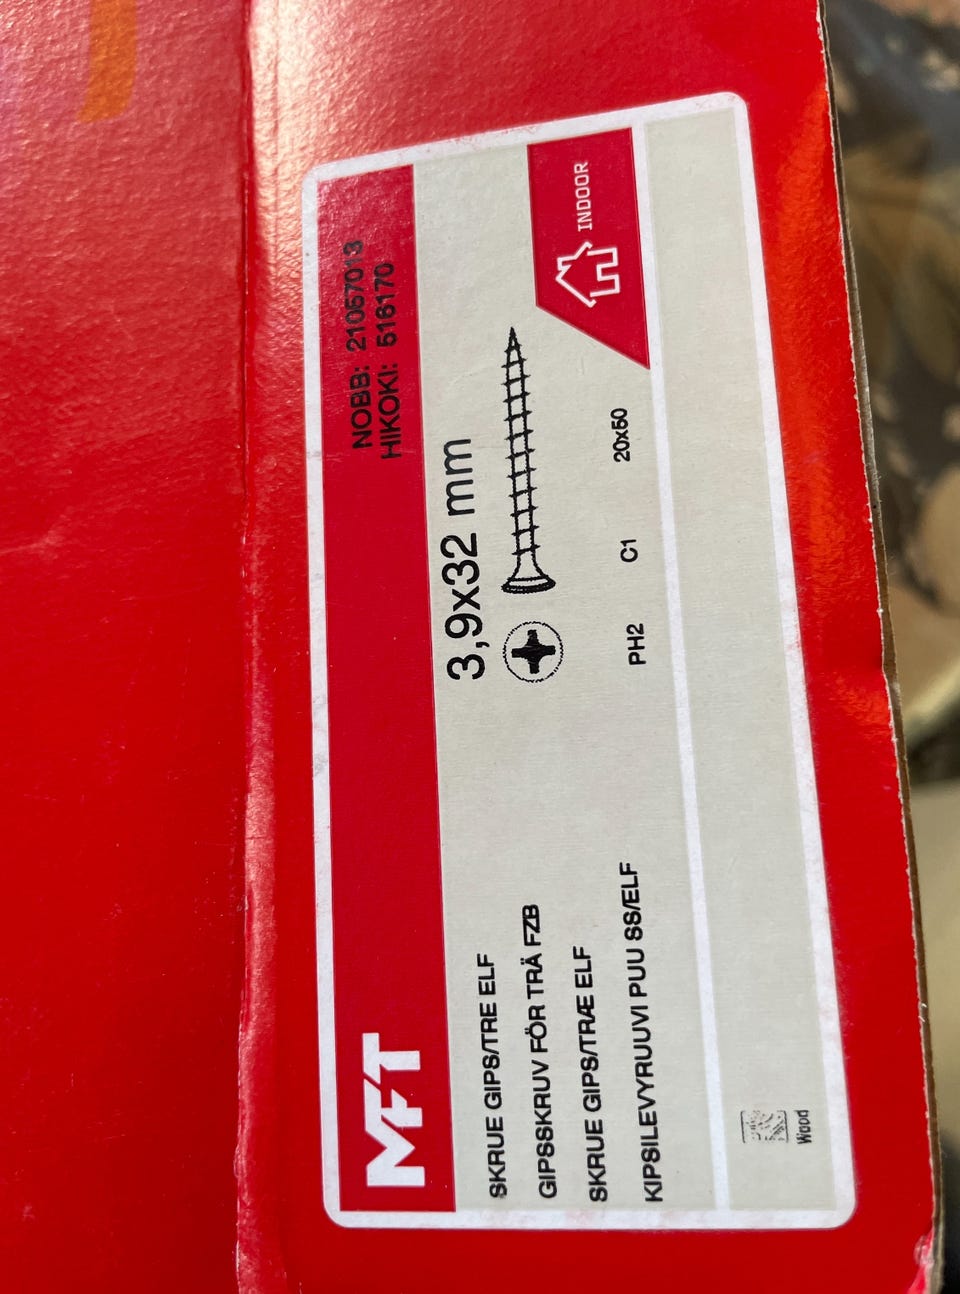 MFT
NOBB: 21057013
HIKOKI: 516170
3,9x32 mm
SKRUE GIPS/TRE ELF
GIPSSKRUV FÖR TRÄ FZB
SKRUE GIPS/TRÆ ELF
KIPSILEVYRUUVI PUU SS/ELF
PH2 C1 20x50
INDOOR
Wood